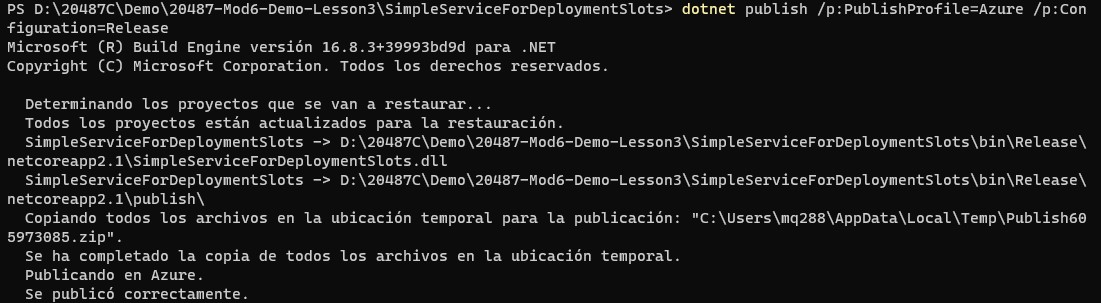 PS D:\20487C\Demo\20487-Mod6-Demo-Lesson3\SimpleServiceForDeploymentSlots> dotnet publish /p:PublishProfile=Azure /p:Con
figuration=Release
Microsoft (R) Build Engine versión 16.8.3+39993bd9d para .NET
Copyright (C) Microsoft Corporation. Todos los derechos reservados.

  Determinando los proyectos que se van a restaurar...
  Todos los proyectos están actualizados para la restauración.
  SimpleServiceForDeploymentSlots -> D:\20487C\Demo\20487-Mod6-Demo-Lesson3\SimpleServiceForDeploymentSlots\bin\Release\
netcoreapp2.1\SimpleServiceForDeploymentSlots.dll
  SimpleServiceForDeploymentSlots -> D:\20487C\Demo\20487-Mod6-Demo-Lesson3\SimpleServiceForDeploymentSlots\bin\Release\
netcoreapp2.1\publish\
  Copiando todos los archivos en la ubicación temporal para la publicación: "C:\Users\mq288\AppData\Local\Temp\Publish60
5973085.zip".
  Se ha completado la copia de todos los archivos en la ubicación temporal.
  Publicando en Azure.
  Se publicó correctamente.